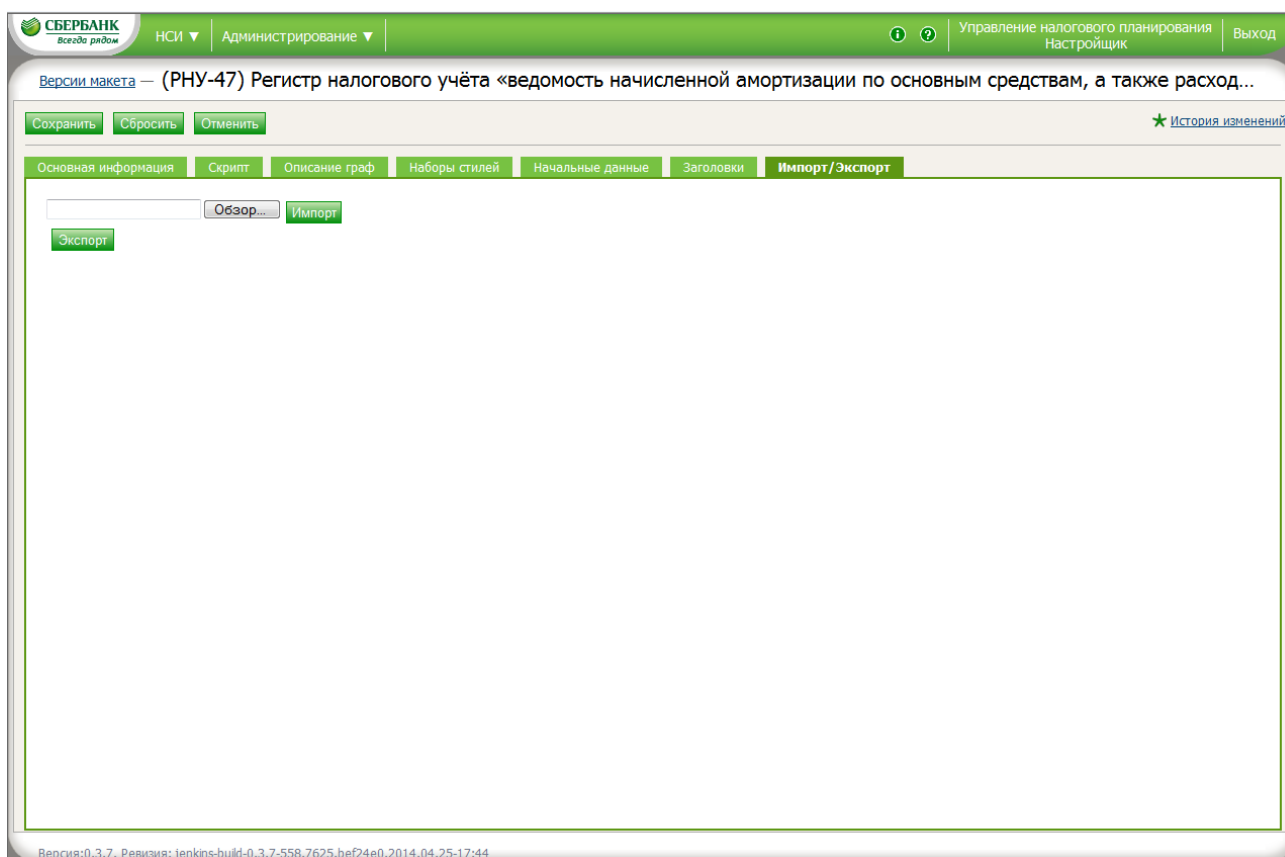 СБЕРБАНК
Всегда рядом
НСИ ▼
Администрирование ▼
Управление налогового планирования
Настройщик
Выход
Версии макета — (РНУ-47) Регистр налогового учёта «ведомость начисленной амортизации по основным средствам, а также расход...
Сохранить Сбросить Отменить
История изменений
Основная информация Скрипт Описание граф Наборы стилей Начальные данные Заголовки Импорт/Экспорт
Обзор... Импорт
Экспорт
Версия:0.3.7, Ревизия: jenkins-build-0.3.7-558,7625,bef24e0,2014.04.25-17:44